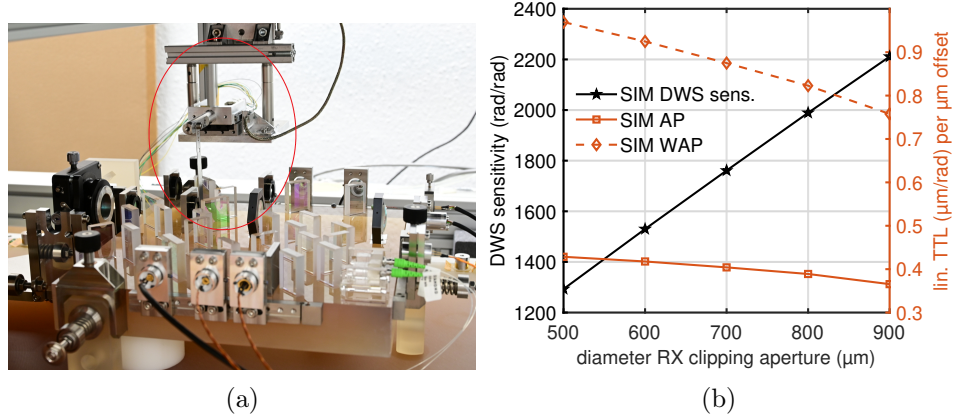 2400
2200
2000
1800
1600
1400
1200
DWS sensitivity (rad/rad)
SIM DWS sens.
SIM AP
SIM WAP
0.9
0.8
0.7
0.6
0.5
0.4
0.3
lin. TTL (µm/rad) per µm offset
500 600 700 800 900
diameter RX clipping aperture (µm)
(a) (b)